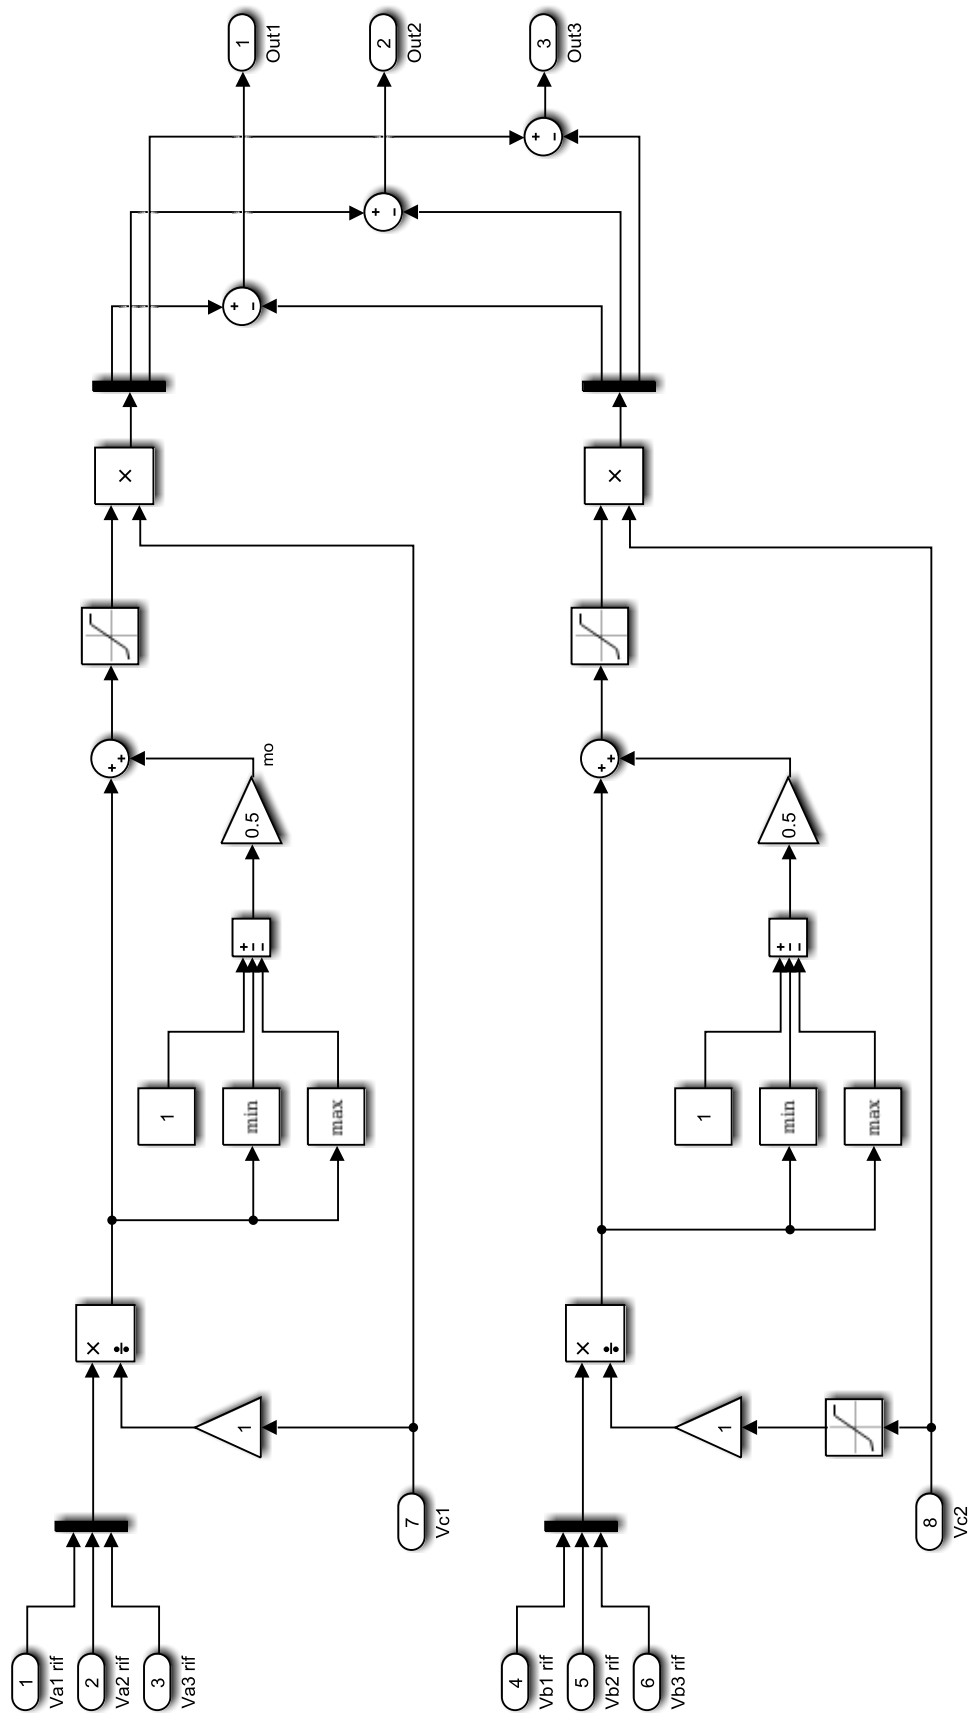 1
Va1 rif
2
Va2 rif
3
Va3 rif
7
Vc1
1
×
÷
1
min
max
+
−
−
0.5
mo
+
+
×
4
Vb1 rif
5
Vb2 rif
6
Vb3 rif
8
Vc2
1
×
÷
1
min
max
+
−
−
0.5
+
+
×
+
−
1
Out1
+
−
2
Out2
+
−
3
Out3